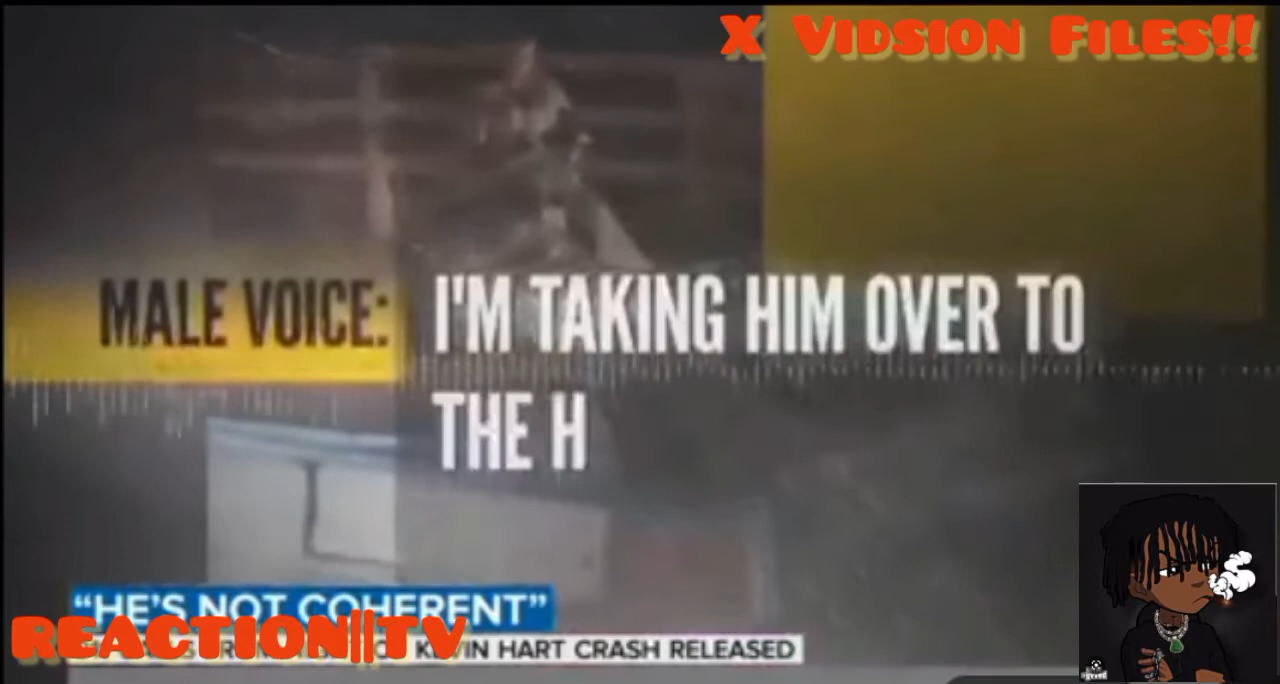 X VIDSION FILES!!
MALE VOICE: I'M TAKING HIM OVER TO
THE H
“HE'S NOT COHERENT”
REACTION||TV
KEVIN HART CRASH RELEASED